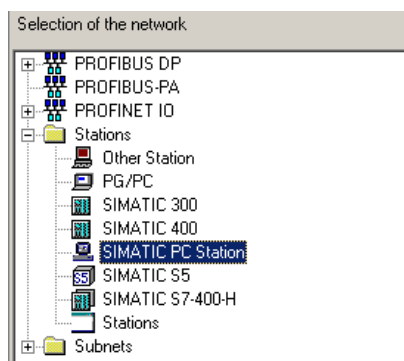 Selection of the network
PROFIBUS DP
PROFIBUS-PA
PROFINET IO
Stations
Other Station
PG/PC
SIMATIC 300
SIMATIC 400
SIMATIC PC Station
S5 SIMATIC S5
SIMATIC S7-400-H
Stations
Subnets